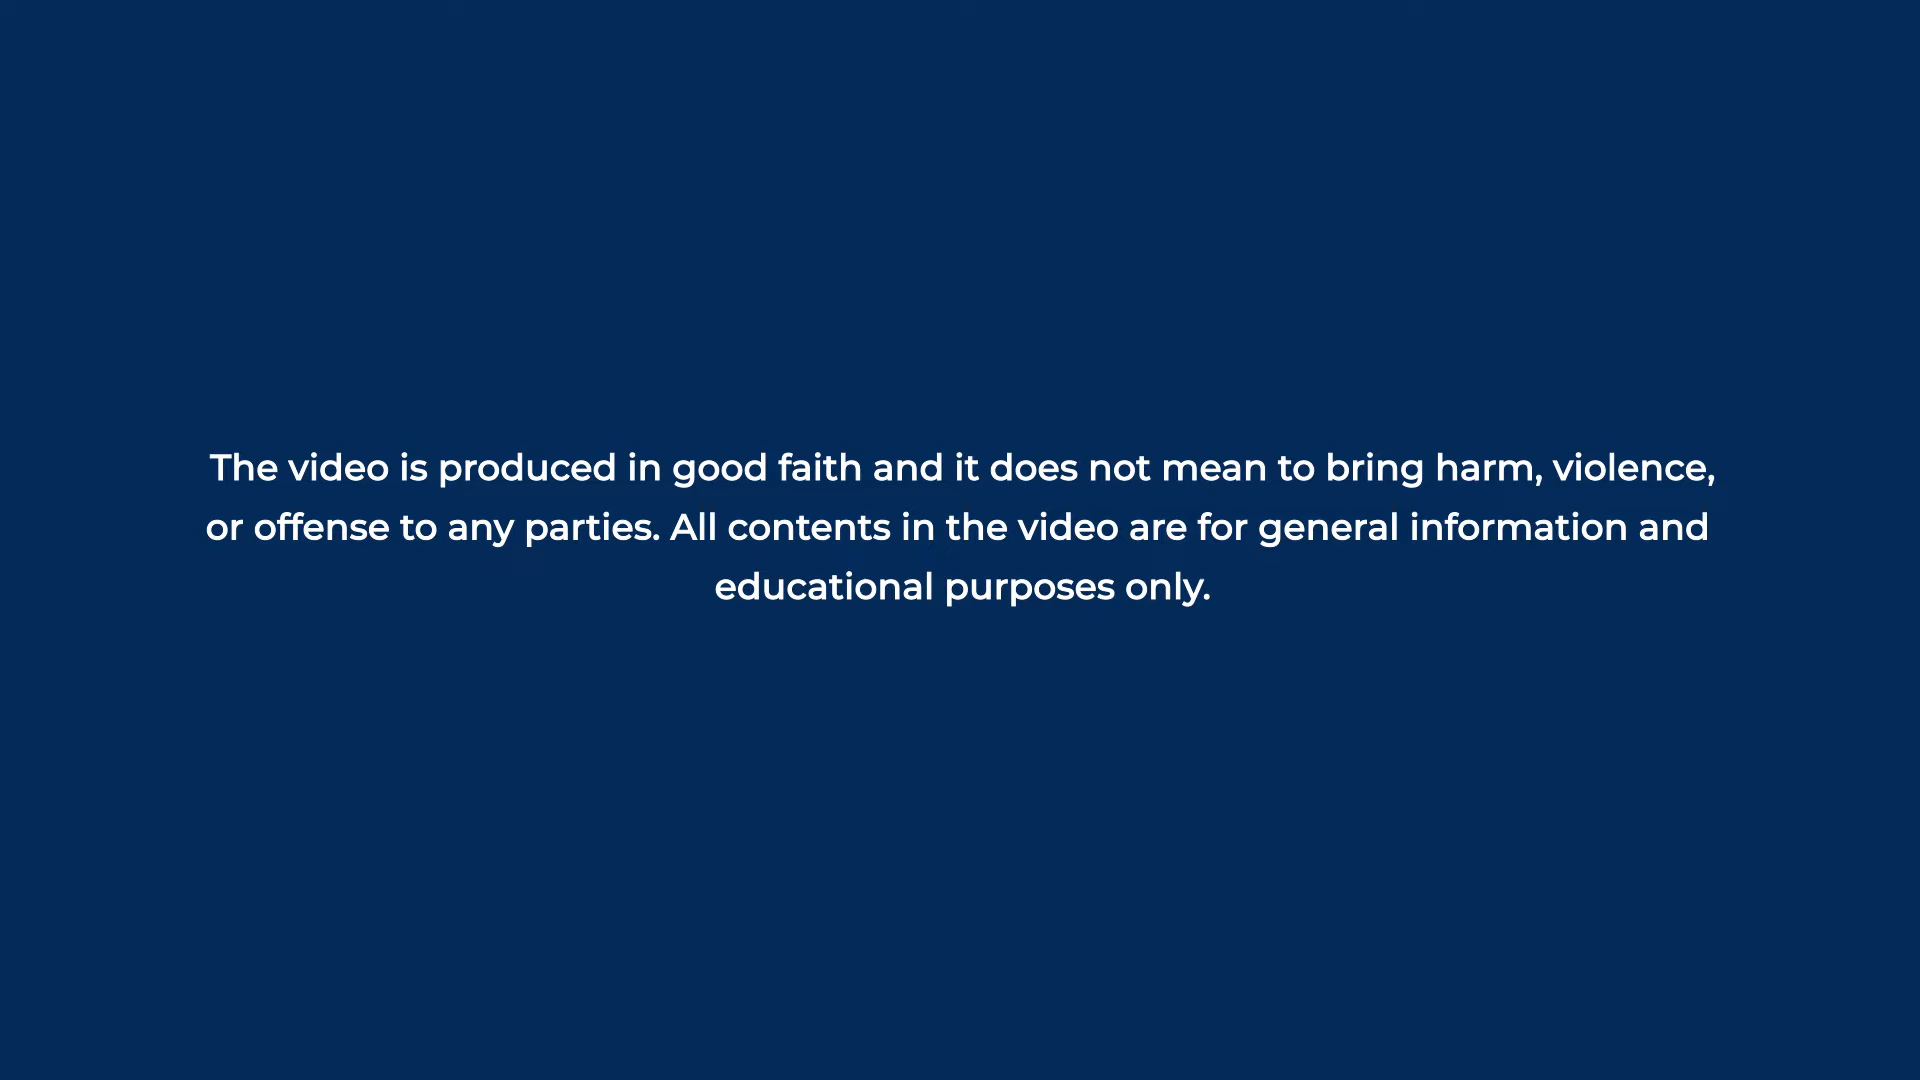 The video is produced in good faith and it does not mean to bring harm, violence,
or offense to any parties. All contents in the video are for general information and
educational purposes only.